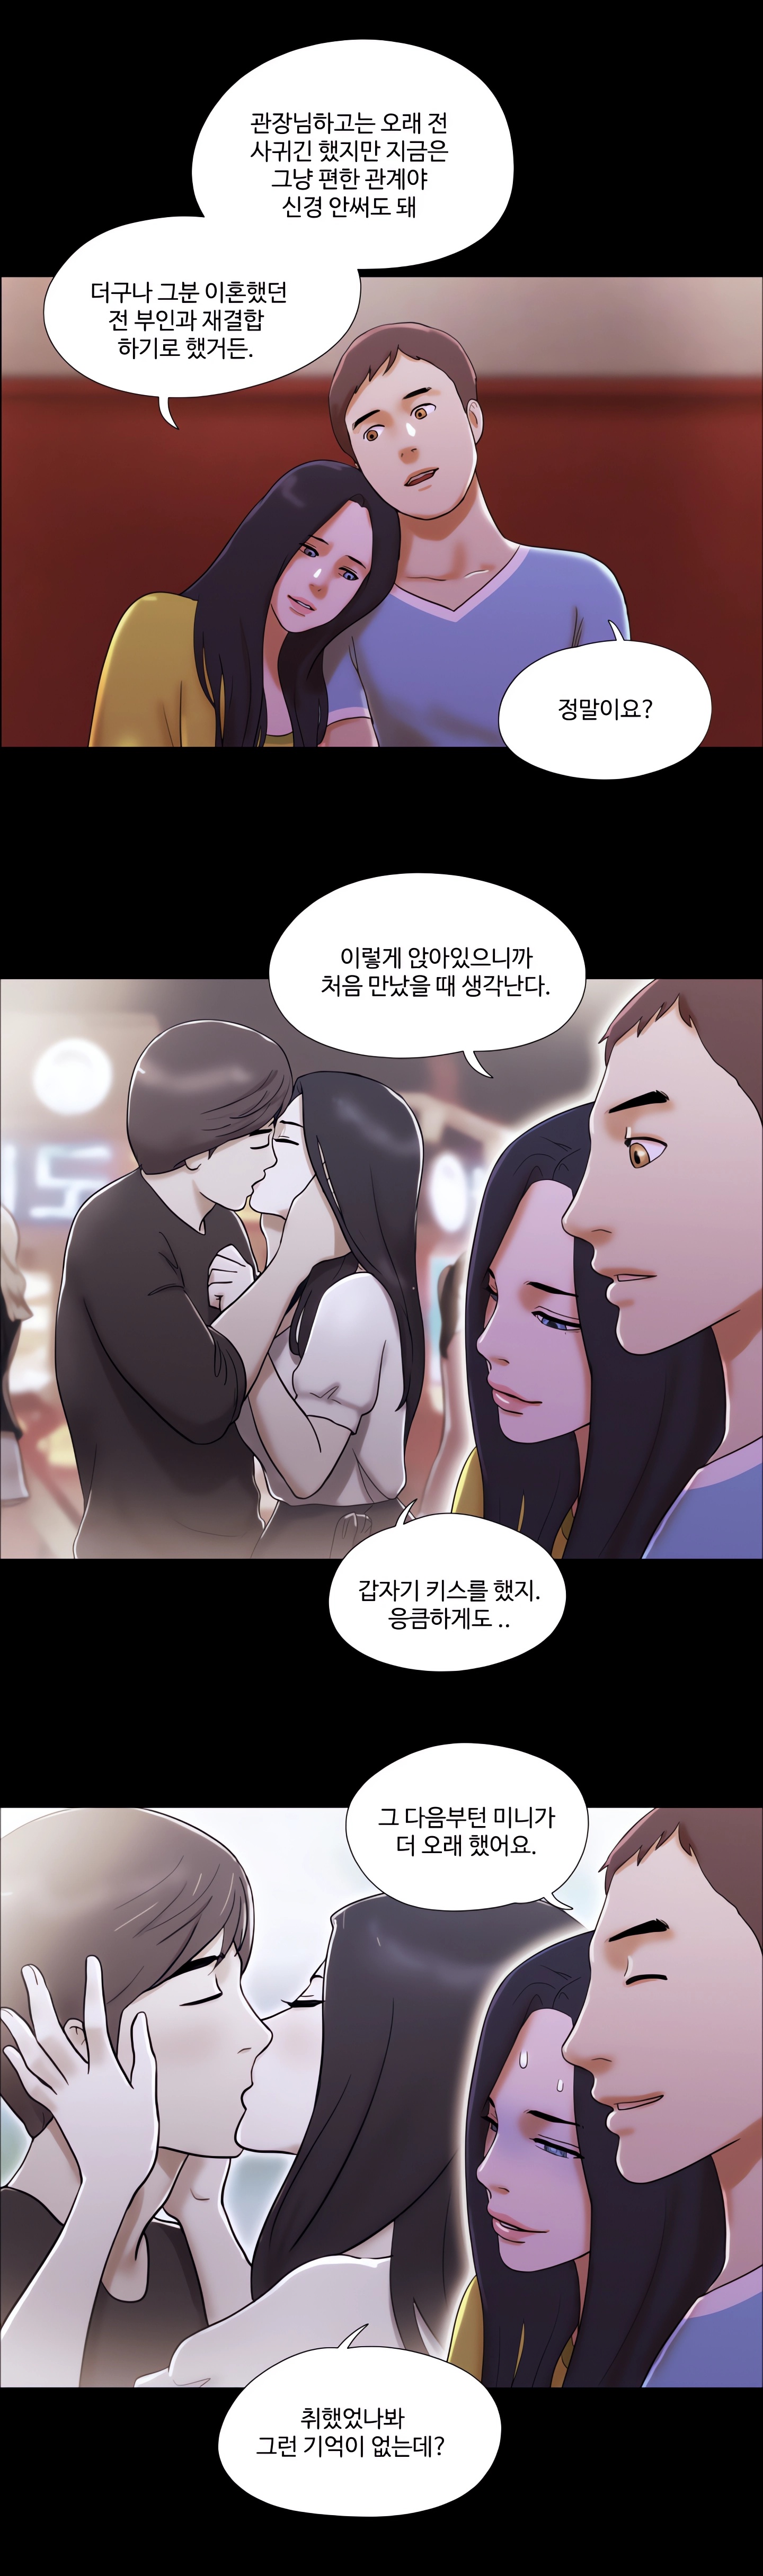 관장님하고는 오래 전
사귀긴 했지만 지금은
그냥 편한 관계야
신경 안써도 돼
더구나 그분 이혼했던
전 부인과 재결합
하기로 했거든.
정말이요?
이렇게 앉아있으니까
처음 만났을 때 생각난다.
도
갑자기 키스를 했지.
응큼하게도 ..
그 다음부턴 미니가
더 오래 했어요.
취했었나봐
그런 기억이 없는데?